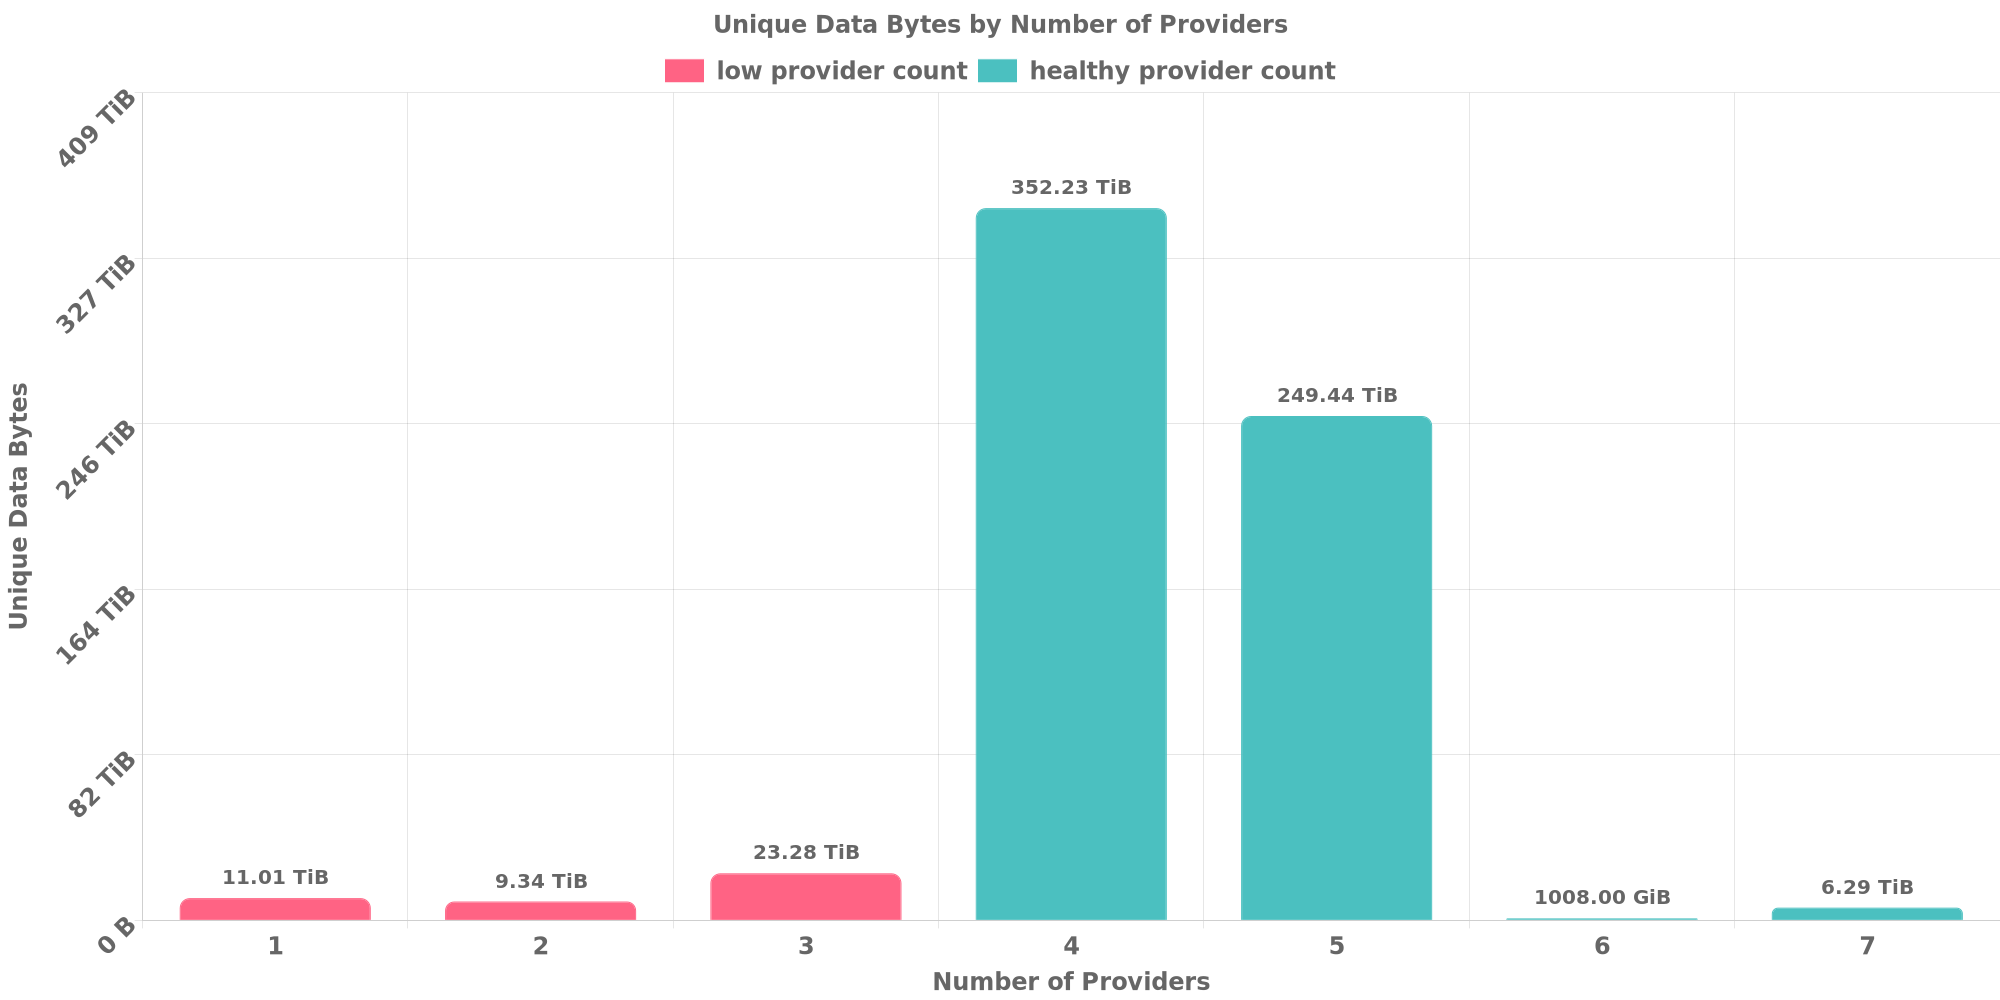 Unique Data Bytes by Number of Providers
low provider count healthy provider count
409 TiB
327 TiB
246 TiB
164 TiB
82 TiB
0 B
Unique Data Bytes
11.01 TiB
9.34 TiB
23.28 TiB
352.23 TiB
249.44 TiB
1008.00 GiB
6.29 TiB
1 2 3 4 5 6 7
Number of Providers